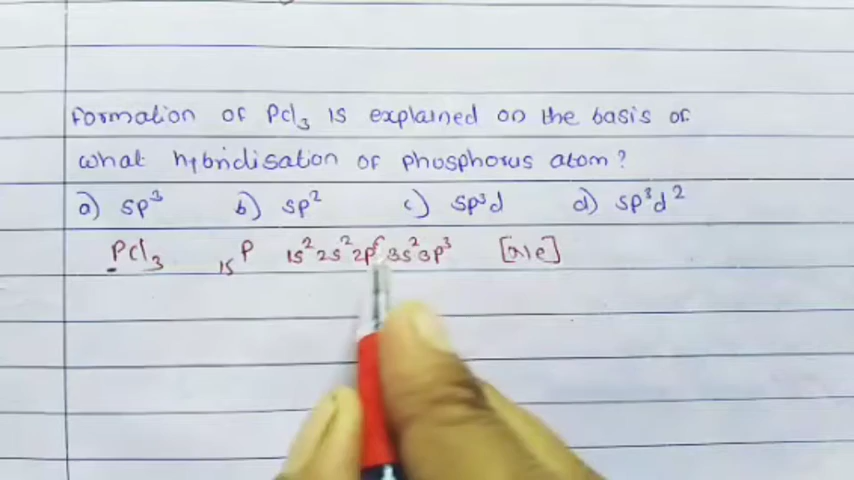 Formation of PCl₃ is explained on the basis of
what hybridisation of phosphorus atom?
a) sp³ b) sp² c) sp³d d) sp³d²
PCl₃ ₁₅P 1s² 2s² 2p⁶ 3s² 3p³ [Ne]